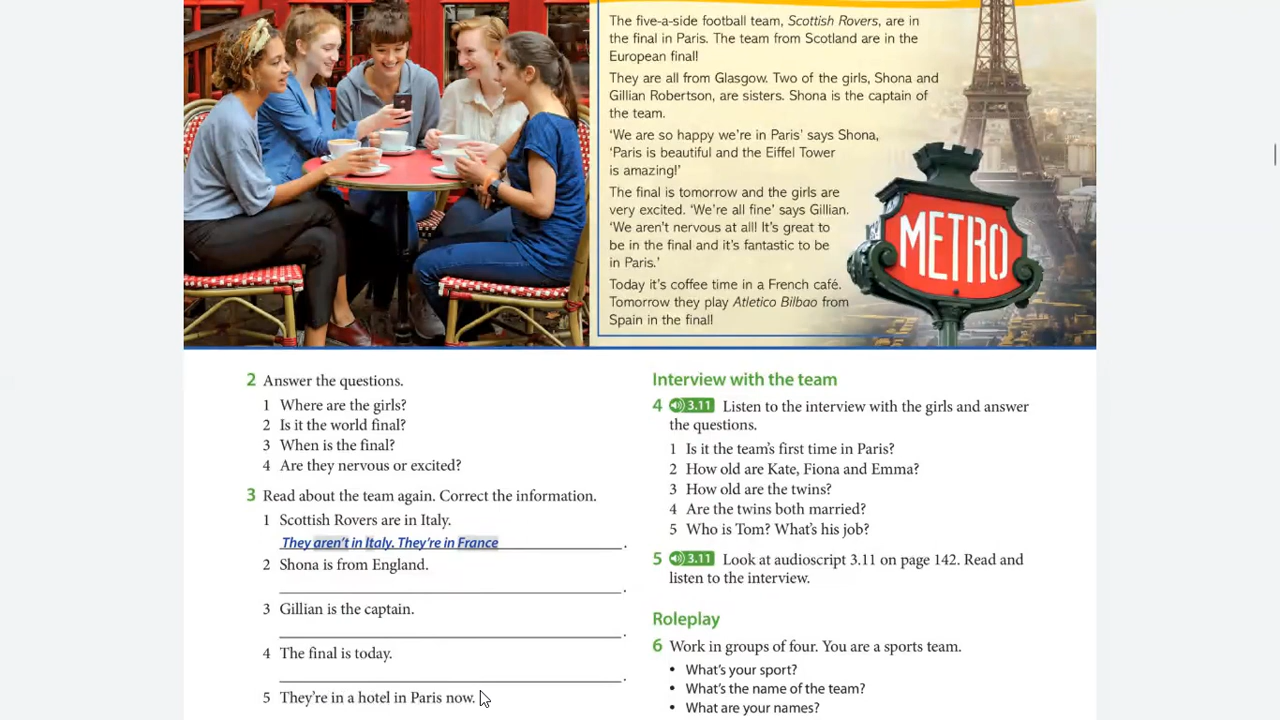 The five-a-side football team, Scottish Rovers, are in
the final in Paris. The team from Scotland are in the
European final!
They are all from Glasgow. Two of the girls, Shona and
Gillian Robertson, are sisters. Shona is the captain of
the team.
‘We are so happy we’re in Paris’ says Shona,
‘Paris is beautiful and the Eiffel Tower
is amazing!’
The final is tomorrow and the girls are
very excited. ‘We’re all fine’ says Gillian.
‘We aren’t nervous at all! It’s great to
be in the final and it’s fantastic to be
in Paris.’
Today it’s coffee time in a French café.
Tomorrow they play Atletico Bilbao from
Spain in the final!
METRO
2 Answer the questions.
1 Where are the girls?
2 Is it the world final?
3 When is the final?
4 Are they nervous or excited?
3 Read about the team again. Correct the information.
1 Scottish Rovers are in Italy.
They aren’t in Italy. They’re in France.
2 Shona is from England.
3 Gillian is the captain.
4 The final is today.
5 They’re in a hotel in Paris now.
Interview with the team
4 3.11 Listen to the interview with the girls and answer
the questions.
1 Is it the team’s first time in Paris?
2 How old are Kate, Fiona and Emma?
3 How old are the twins?
4 Are the twins both married?
5 Who is Tom? What’s his job?
5 3.11 Look at audioscript 3.11 on page 142. Read and
listen to the interview.
Roleplay
6 Work in groups of four. You are a sports team.
• What’s your sport?
• What’s the name of the team?
• What are your names?